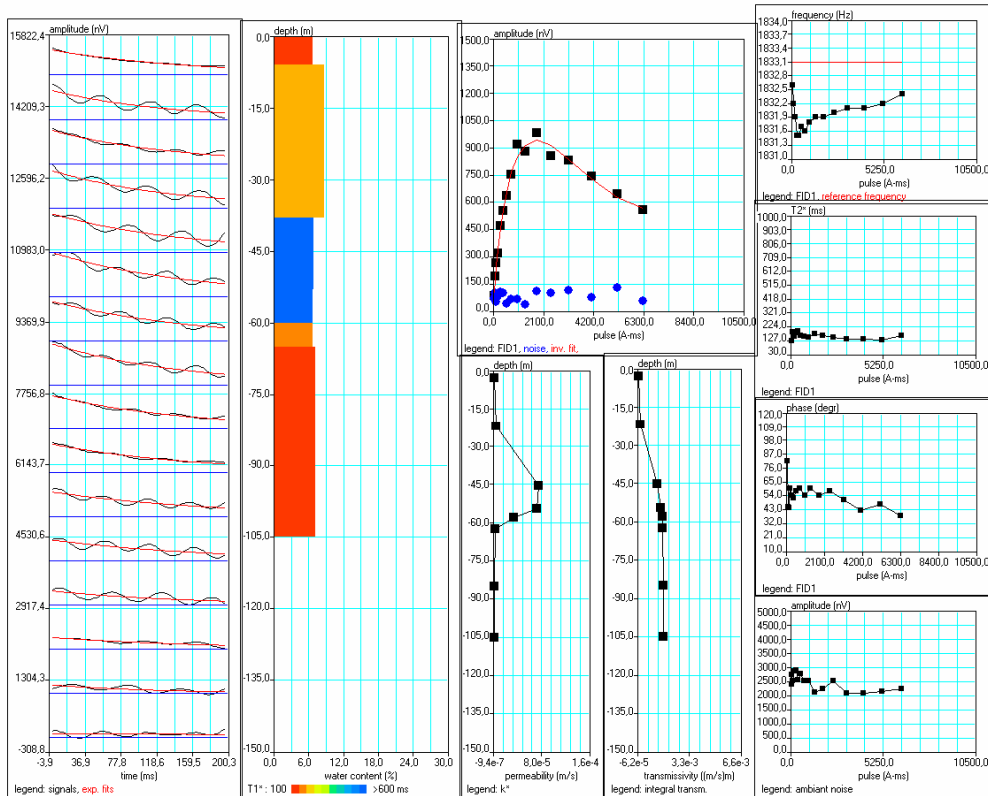 amplitude (nV)
15822,4
14209,3
12596,2
10983,0
9369,9
7756,8
6143,7
4530,6
2917,4
1304,3
-308,8
-3,9 36,9 77,8 118,6 159,5 200,3
time (ms)
legend: signals, exp. fits
depth (m)
0,0
-15,0
-30,0
-45,0
-60,0
-75,0
-90,0
-105,0
-120,0
-135,0
-150,0
0,0 6,0 12,0 18,0 24,0 30,0
water content (%)
T1* : 100 >600 ms
amplitude (nV)
1500,0
1350,0
1200,0
1050,0
900,0
750,0
600,0
450,0
300,0
150,0
0,0
0,0 2100,0 4200,0 6300,0 8400,0 10500,0
pulse (A-ms)
legend: FID1, noise, inv. fit,
depth (m)
0,0
-15,0
-30,0
-45,0
-60,0
-75,0
-90,0
-105,0
-120,0
-135,0
-150,0
-9,4e-7 8,0e-5 1,6e-4
permeability (m/s)
legend: k*
depth (m)
0,0
-15,0
-30,0
-45,0
-60,0
-75,0
-90,0
-105,0
-120,0
-135,0
-150,0
-6,2e-5 3,3e-3 6,6e-3
transmissivity ((m/s)m)
legend: integral transm.
frequency (Hz)
1834,0
1833,7
1833,4
1833,1
1832,8
1832,5
1832,2
1831,9
1831,6
1831,3
1831,0
0,0 5250,0 10500,0
pulse (A-ms)
legend: FID1, reference frequency
T2* (ms)
1000,0
903,0
806,0
709,0
612,0
515,0
418,0
321,0
224,0
127,0
30,0
0,0 5250,0 10500,0
pulse (A-ms)
legend: FID1
phase (degr)
120,0
109,0
98,0
87,0
76,0
65,0
54,0
43,0
32,0
21,0
10,0
0,0 2100,0 4200,0 6300,0 8400,0 10500,0
pulse (A-ms)
legend: FID1
amplitude (nV)
5000,0
4500,0
4000,0
3500,0
3000,0
2500,0
2000,0
1500,0
1000,0
500,0
0,0
0,0 5250,0 10500,0
pulse (A-ms)
legend: ambiant noise